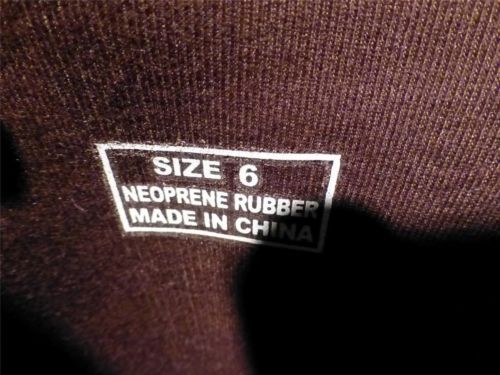 SIZE 6
NEOPRENE RUBBER
MADE IN CHINA